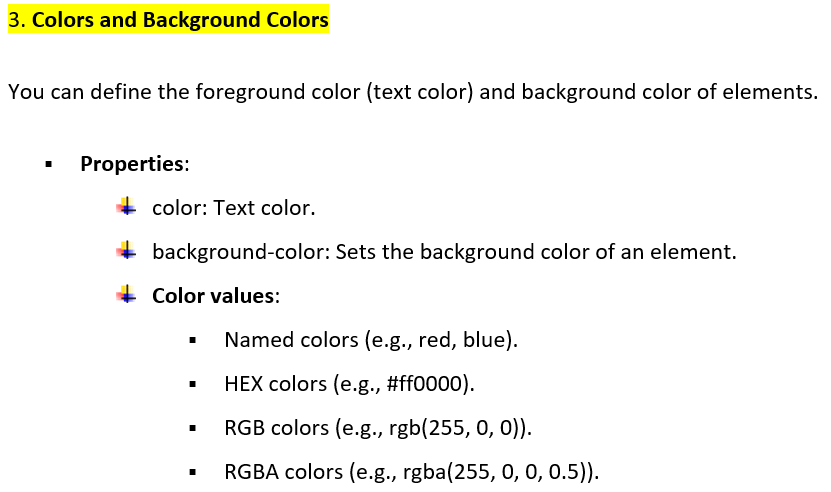 3. Colors and Background Colors
You can define the foreground color (text color) and background color of elements.
▪ Properties:
color: Text color.
background-color: Sets the background color of an element.
Color values:
▪ Named colors (e.g., red, blue).
▪ HEX colors (e.g., #ff0000).
▪ RGB colors (e.g., rgb(255, 0, 0)).
▪ RGBA colors (e.g., rgba(255, 0, 0, 0.5)).